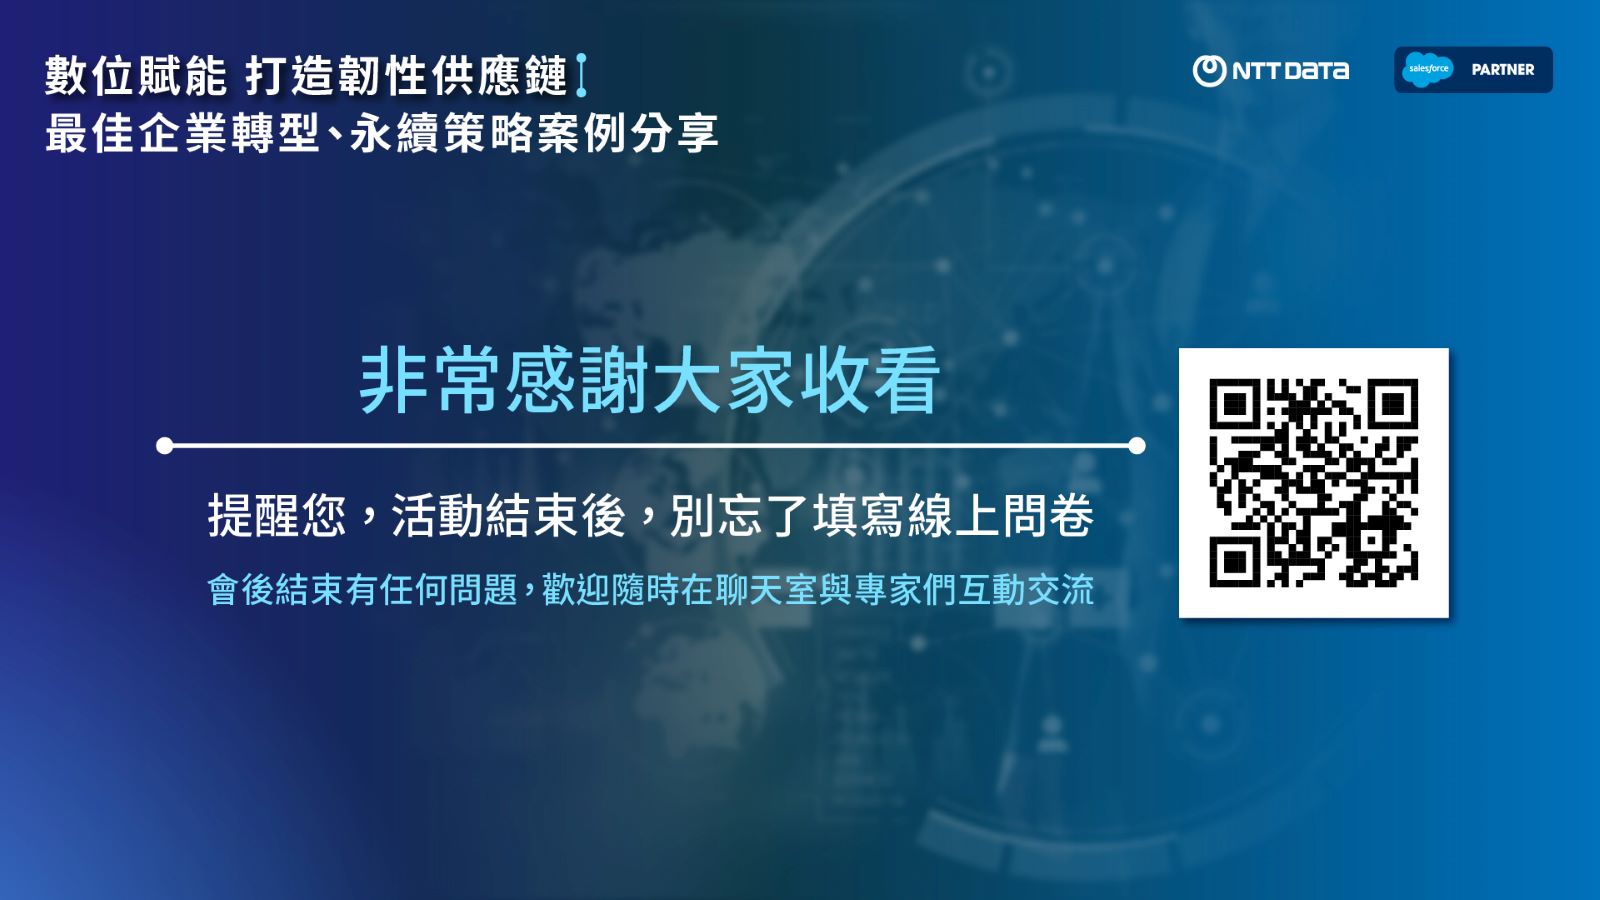 數位賦能 打造韌性供應鏈
最佳企業轉型、永續策略案例分享
NTT DATA
salesforce PARTNER
非常感謝大家收看
提醒您，活動結束後，別忘了填寫線上問卷
會後結束有任何問題，歡迎隨時在聊天室與專家們互動交流